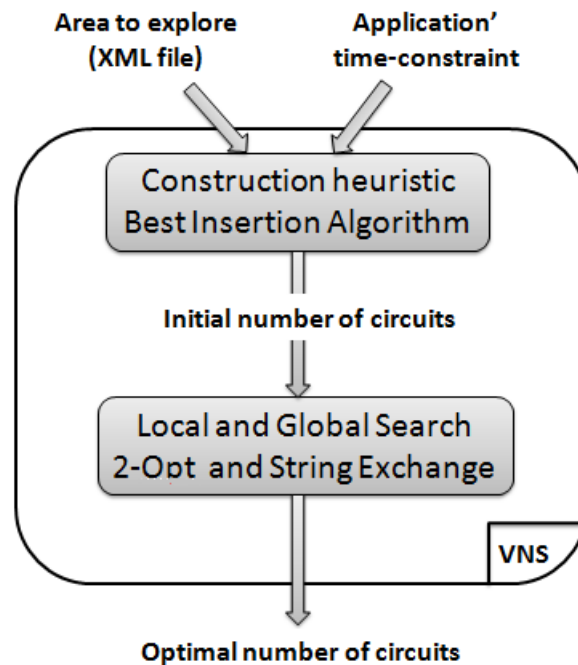 Area to explore
(XML file)
Application'
time-constraint
Construction heuristic
Best Insertion Algorithm
Initial number of circuits
Local and Global Search
2-Opt and String Exchange
VNS
Optimal number of circuits